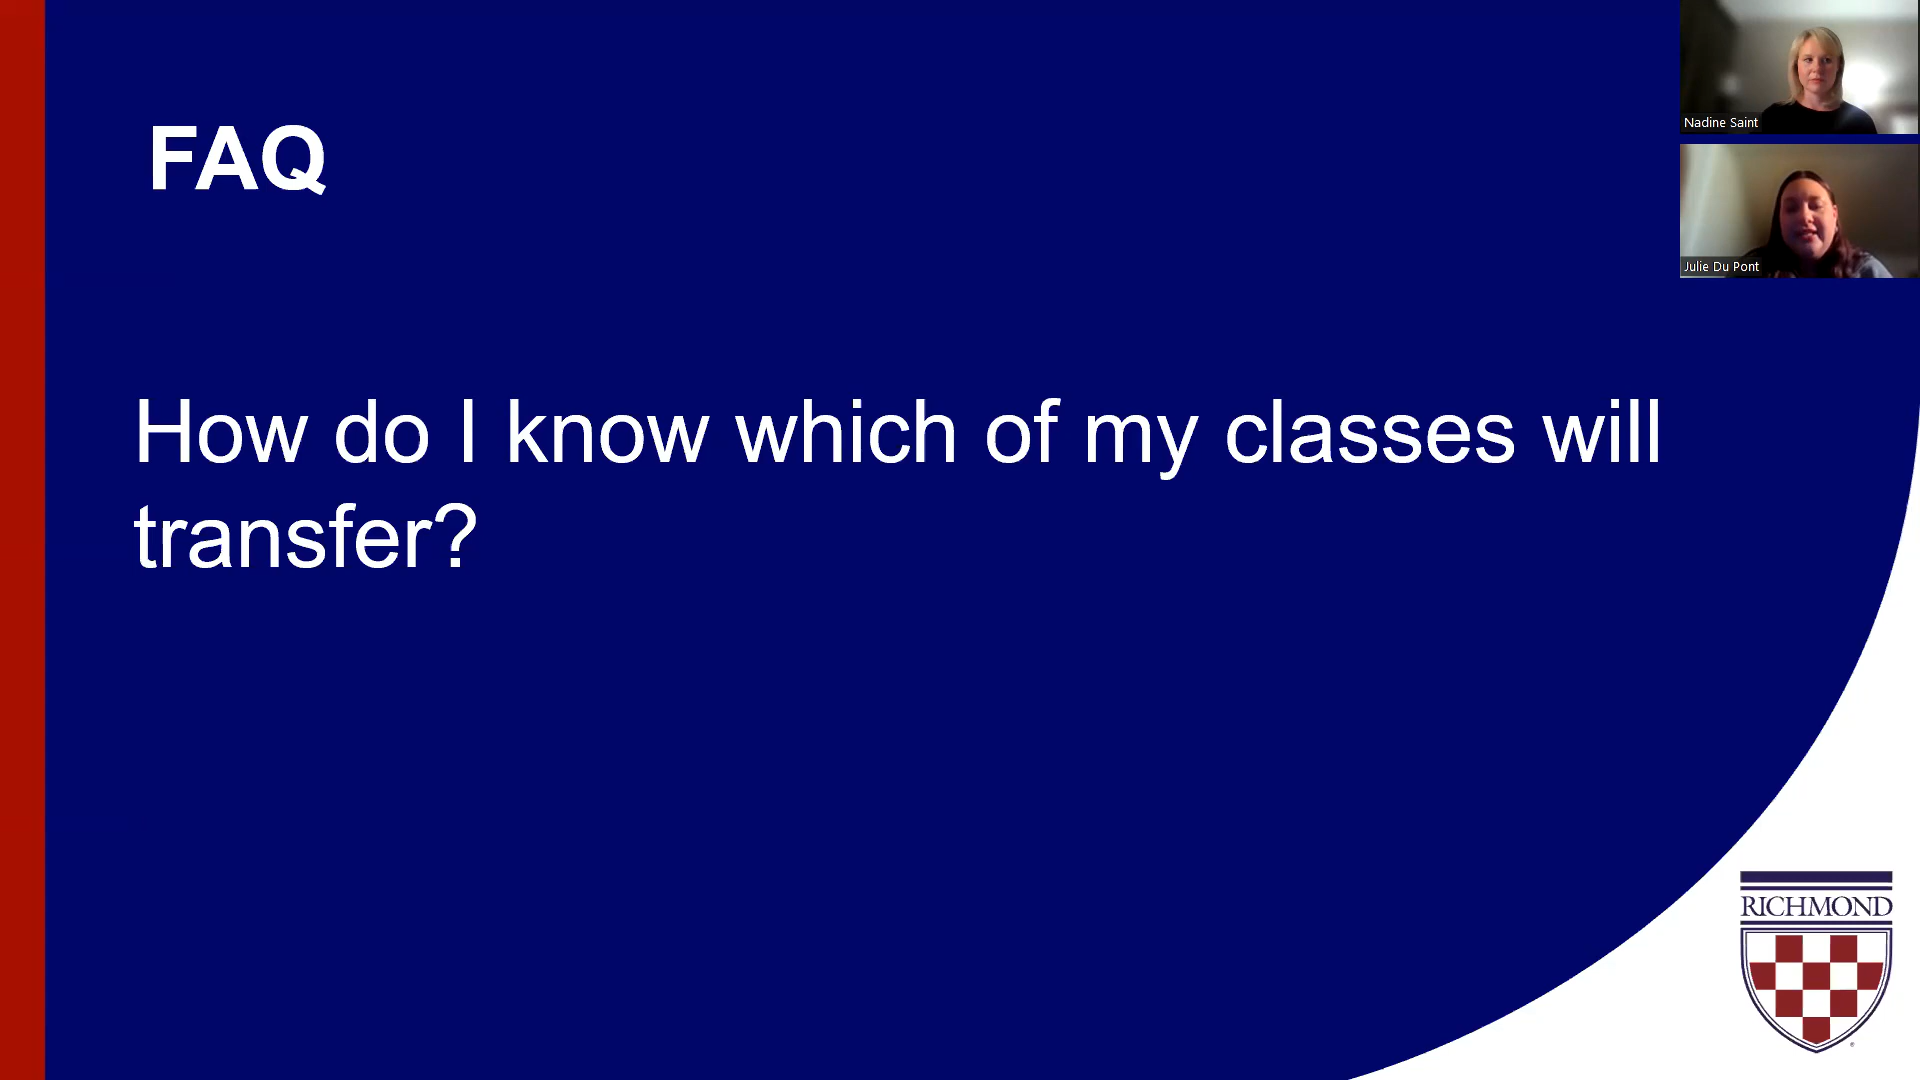 FAQ
Nadine Saint
Julie Du Pont
How do I know which of my classes will
transfer?
RICHMOND